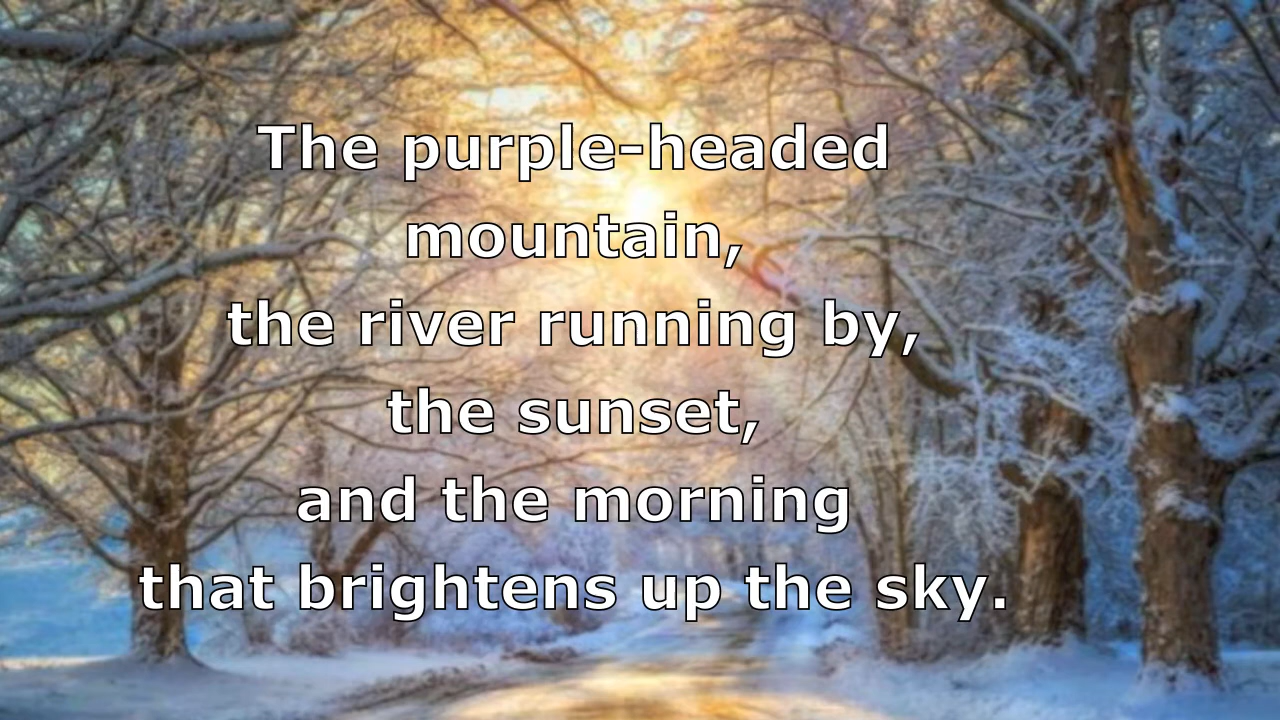 The purple-headed
mountain,
the river running by,
the sunset,
and the morning
that brightens up the sky.